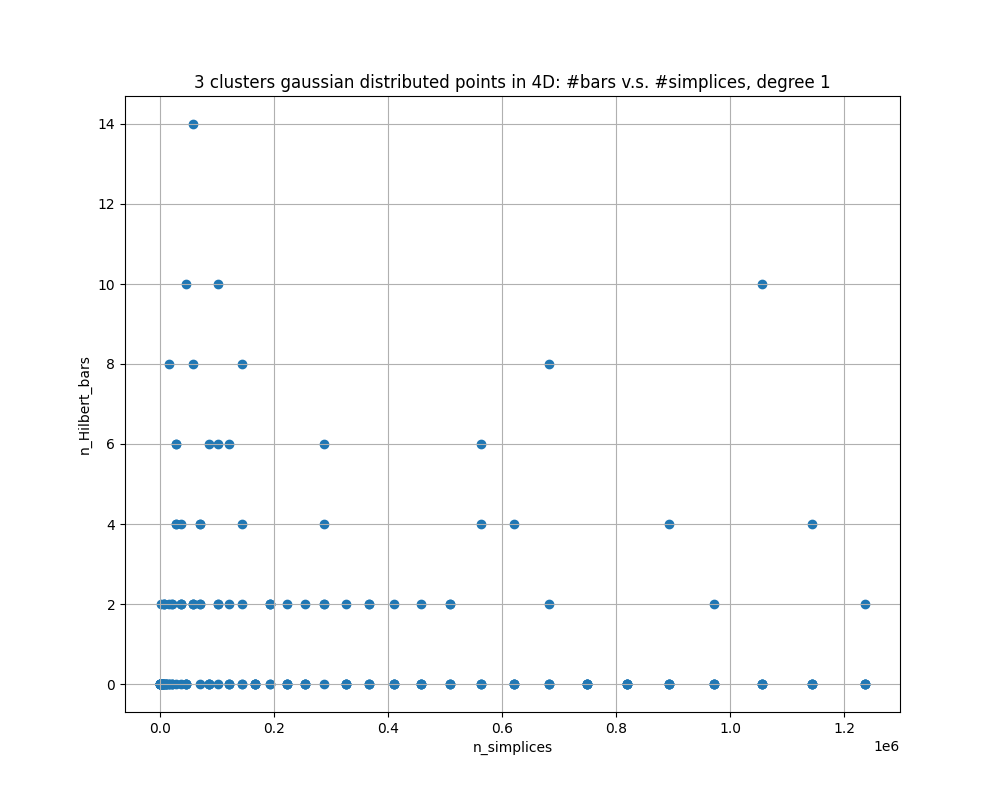 3 clusters gaussian distributed points in 4D: #bars v.s. #simplices, degree 1
14
12
10
8
6
4
2
0
n_Hilbert_bars
0.0 0.2 0.4 0.6 0.8 1.0 1.2
1e6
n_simplices